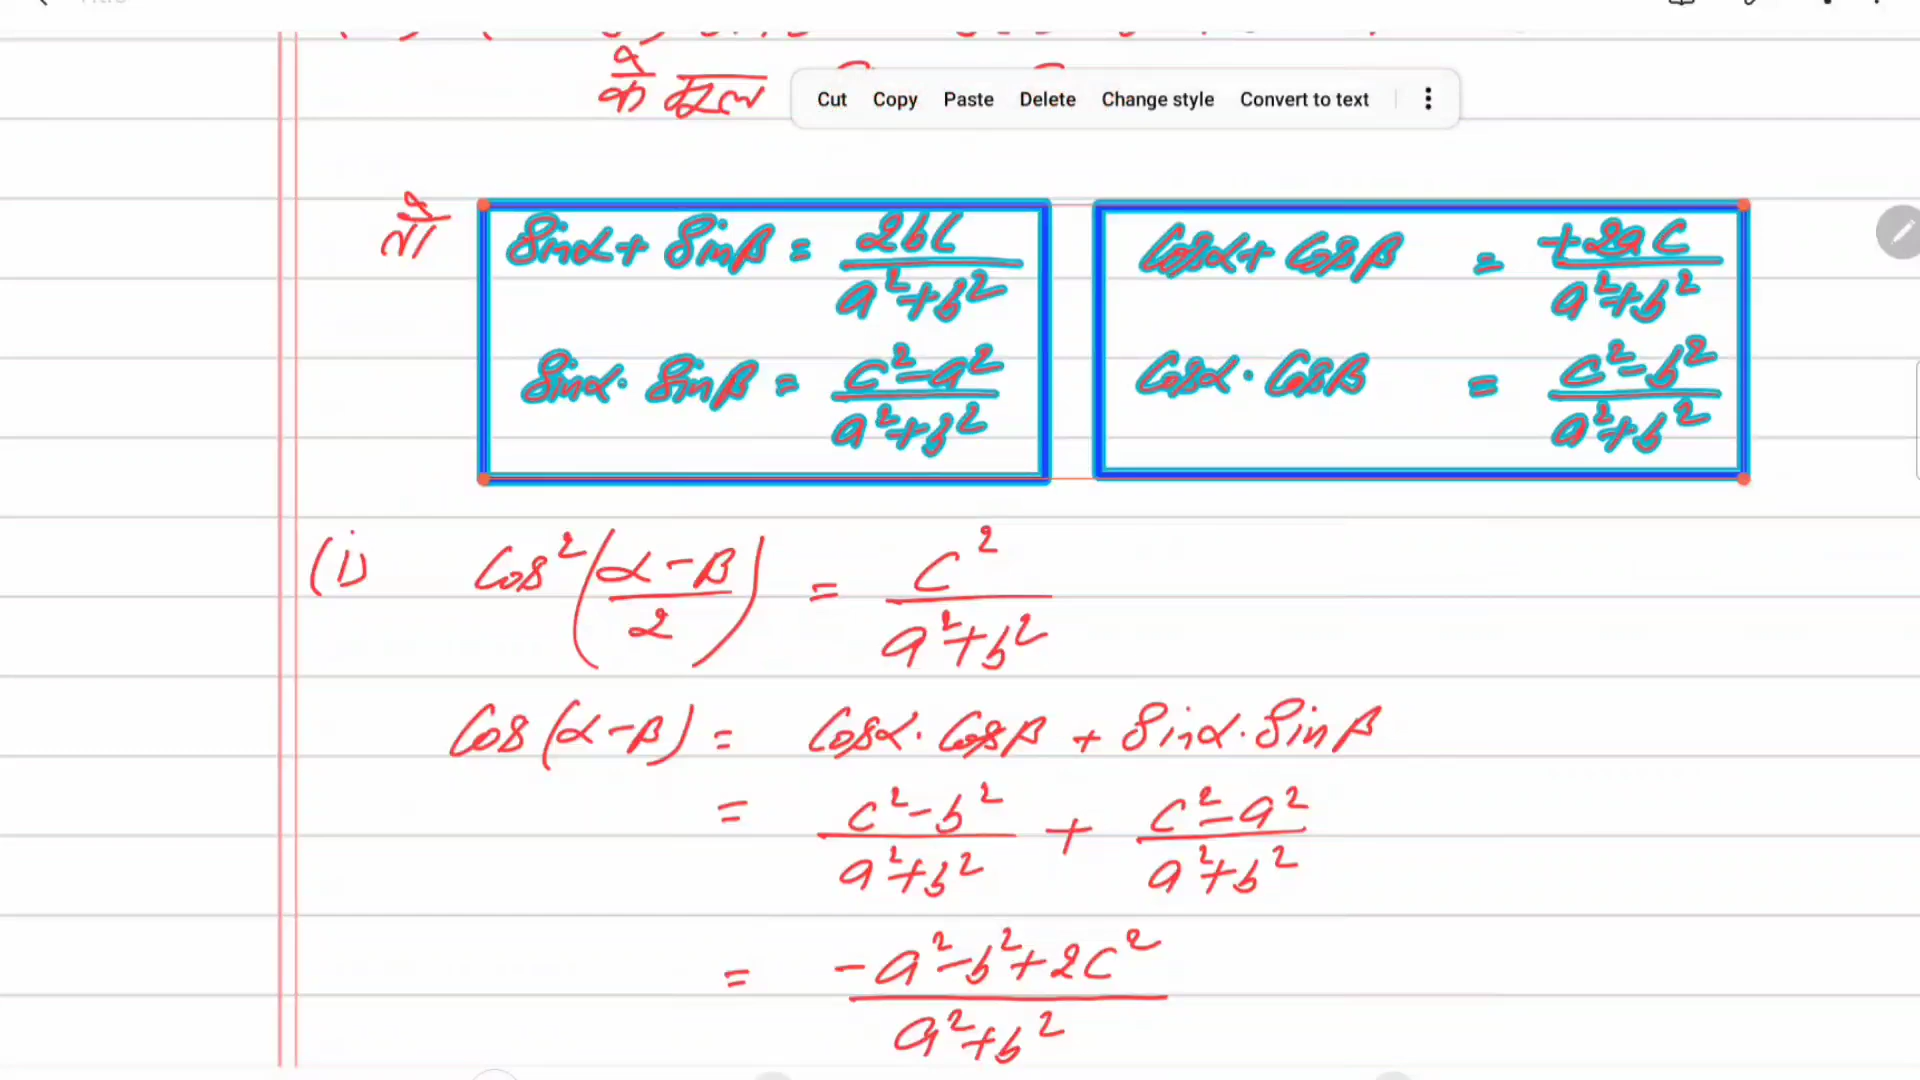 Cut Copy Paste Delete Change style Convert to text
Sinα + Sinβ = 2bc / a²+b²
Cosα + Cosβ = +2ac / a²+b²
Sinα · Sinβ = c²-a² / a²+b²
Cosα · Cosβ = c²-b² / a²+b²
(i) Cos²(α-β / 2) = c² / a²+b²
Cos(α-β) = Cosα · Cosβ + Sinα · Sinβ
= c²-b² / a²+b² + c²-a² / a²+b²
= -a²-b²+2c² / a²+b²